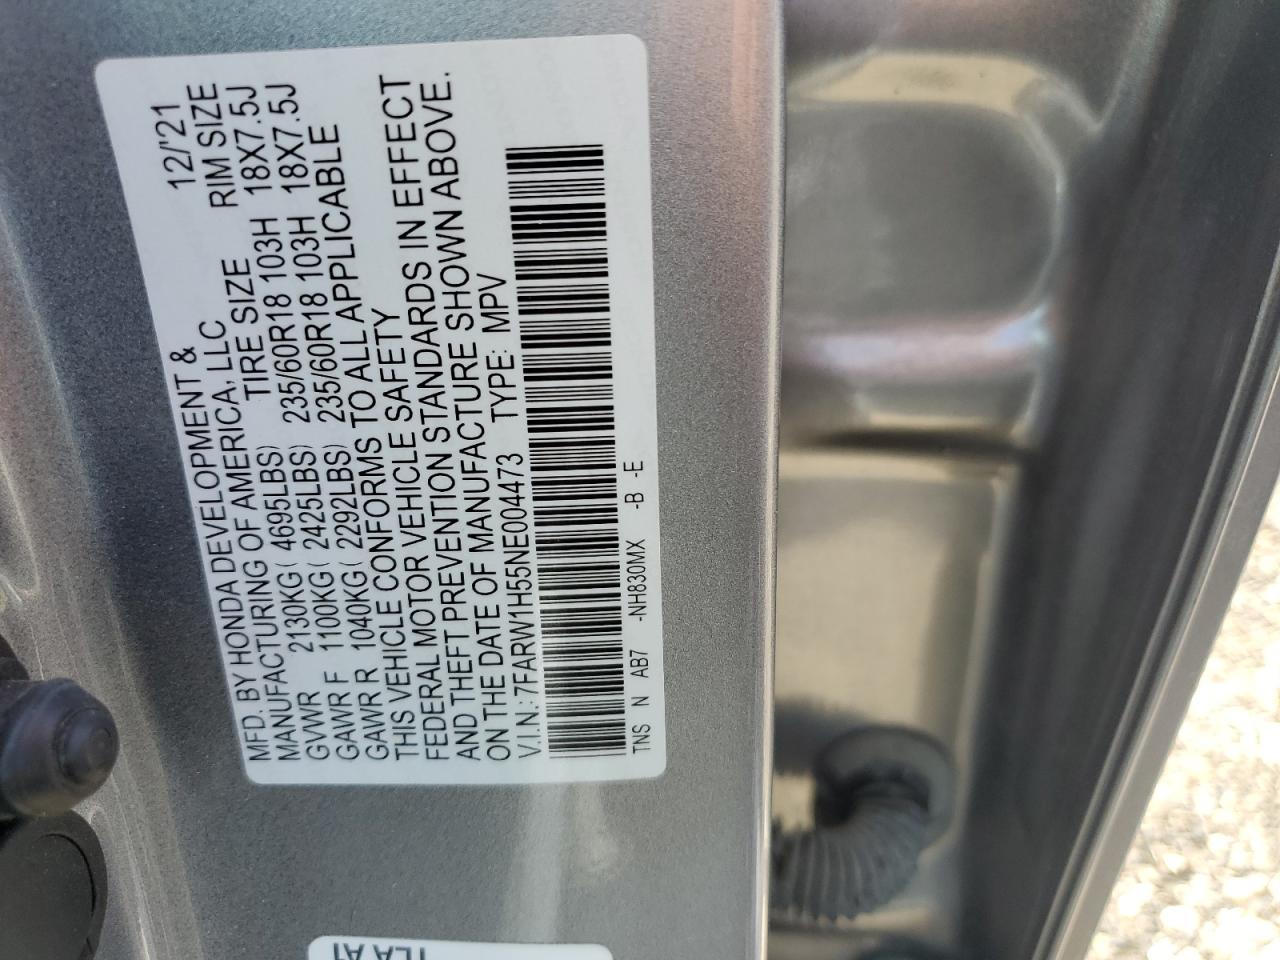 MFD. BY HONDA DEVELOPMENT & 12/'21
MANUFACTURING OF AMERICA, LLC
GVWR 2130KG( 4695LBS) TIRE SIZE RIM SIZE
GAWR F 1100KG( 2425LBS) 235/60R18 103H 18X7.5J
GAWR R 1040KG( 2292LBS) 235/60R18 103H 18X7.5J
THIS VEHICLE CONFORMS TO ALL APPLICABLE
FEDERAL MOTOR VEHICLE SAFETY
AND THEFT PREVENTION STANDARDS IN EFFECT
ON THE DATE OF MANUFACTURE SHOWN ABOVE.
V.I.N.: 7FARW1H55NE004473 TYPE: MPV
TNS N AB7 -NH830MX -B -E